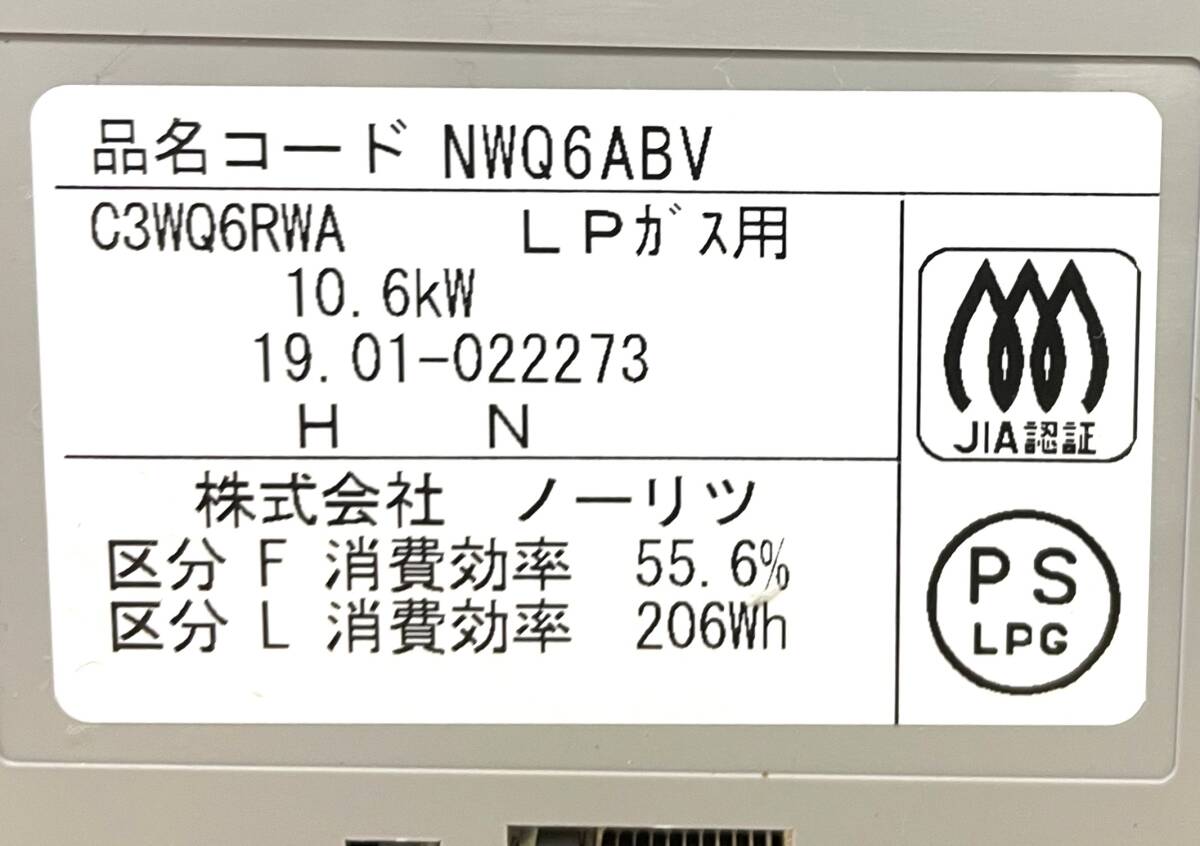 品名コード NWQ6ABV
C3WQ6RWA LPガス用
10.6kW
19.01-022273
H N
株式会社 ノーリツ
区分 F 消費効率 55.6%
区分 L 消費効率 206Wh
JIA認証
PS
LPG